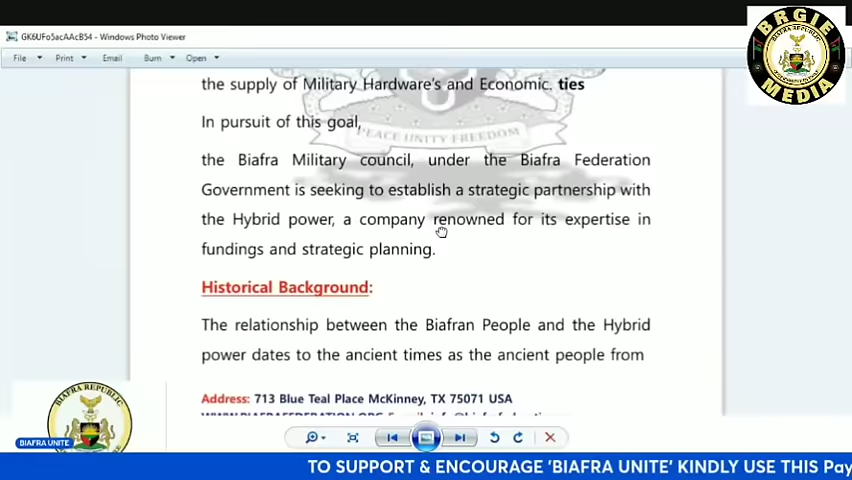 GK6UFo5acAAcB54 - Windows Photo Viewer
File Print Email Burn Open
BRGIE
BIAFRA REPUBLIC
MEDIA
the supply of Military Hardware's and Economic. ties
PEACE UNITY FREEDOM
In pursuit of this goal,
the Biafra Military council, under the Biafra Federation
Government is seeking to establish a strategic partnership with
the Hybrid power, a company renowned for its expertise in
fundings and strategic planning.
Historical Background:
The relationship between the Biafran People and the Hybrid
power dates to the ancient times as the ancient people from
Address: 713 Blue Teal Place McKinney, TX 75071 USA
BIAFRA REPUBLIC
BIAFRA UNITE
TO SUPPORT & ENCOURAGE 'BIAFRA UNITE' KINDLY USE THIS Pay